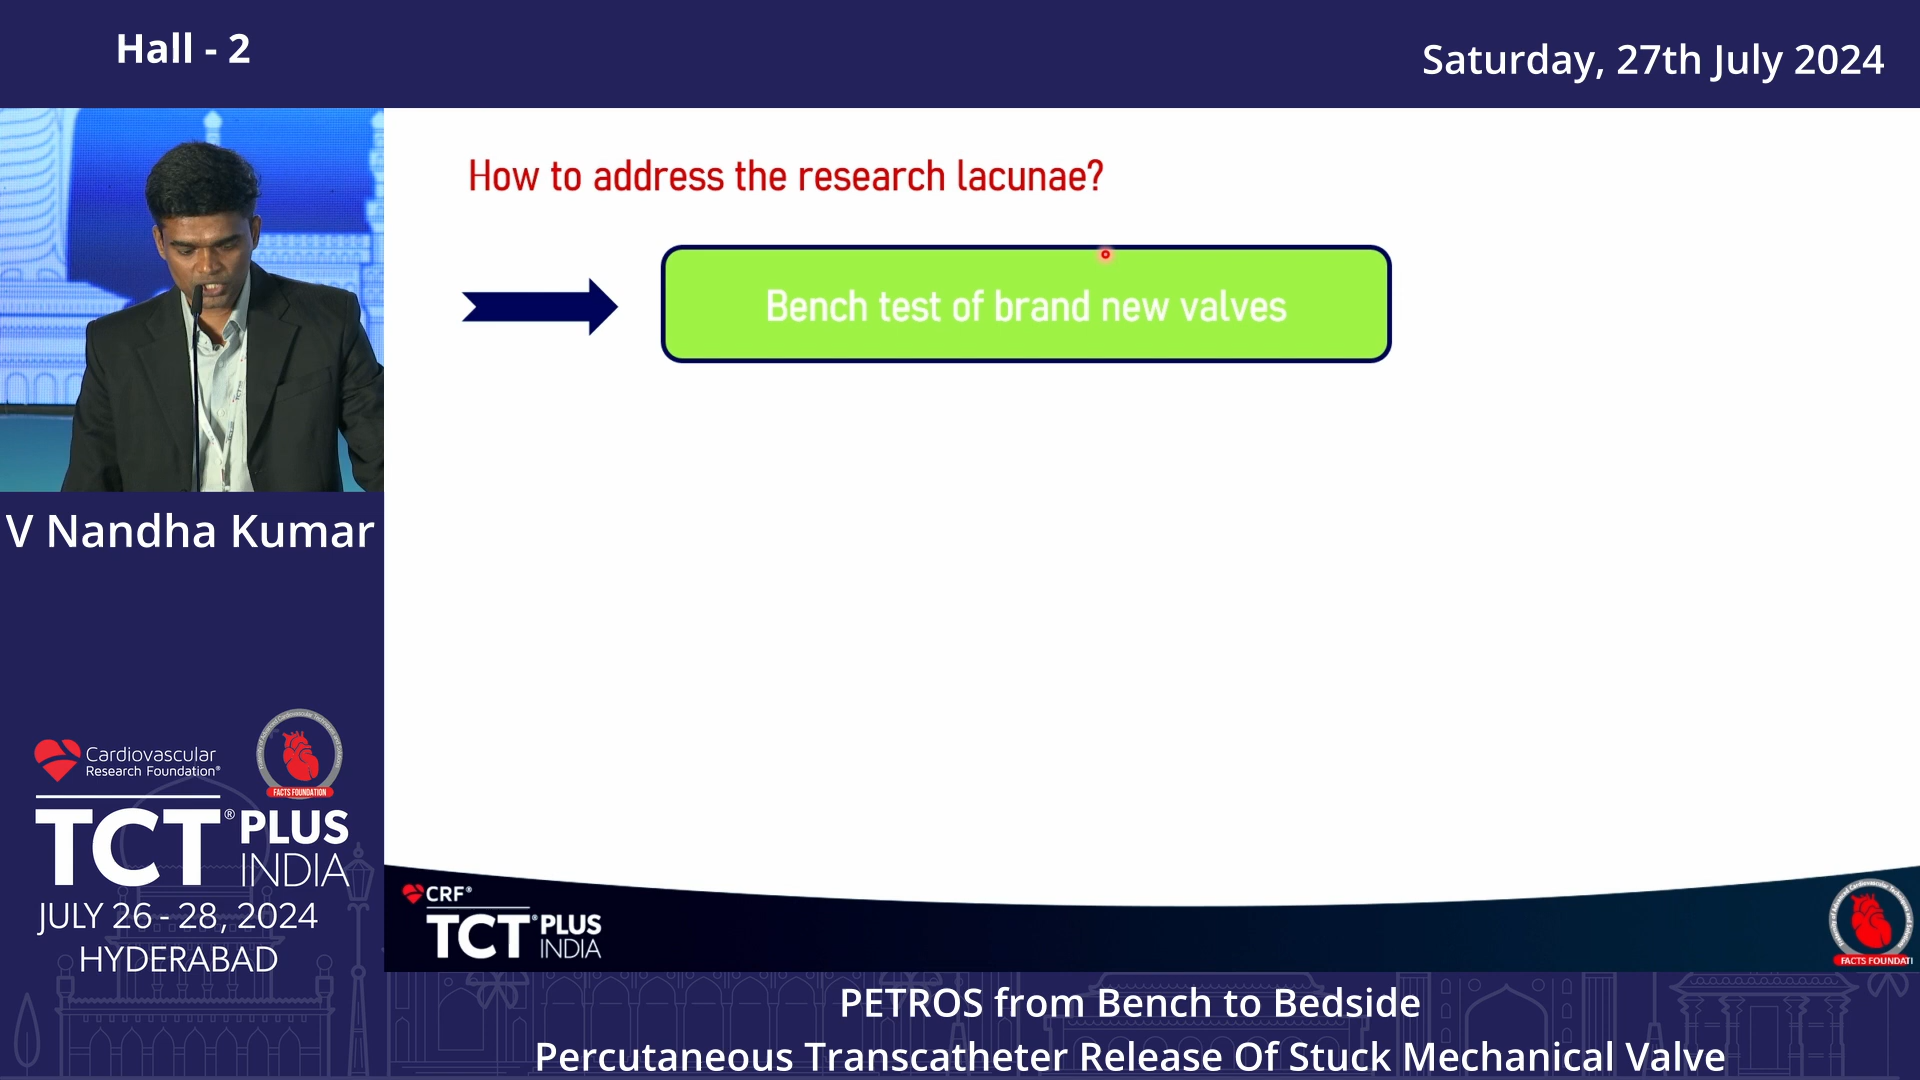 Hall - 2
Saturday, 27th July 2024
How to address the research lacunae?
Bench test of brand new valves
V Nandha Kumar
Cardiovascular
Research Foundation®
FACTS FOUNDATION
TCT® PLUS
INDIA
JULY 26 - 28, 2024
HYDERABAD
CRF®
TCT® PLUS
INDIA
FACTS FOUNDATI
PETROS from Bench to Bedside
Percutaneous Transcatheter Release Of Stuck Mechanical Valve